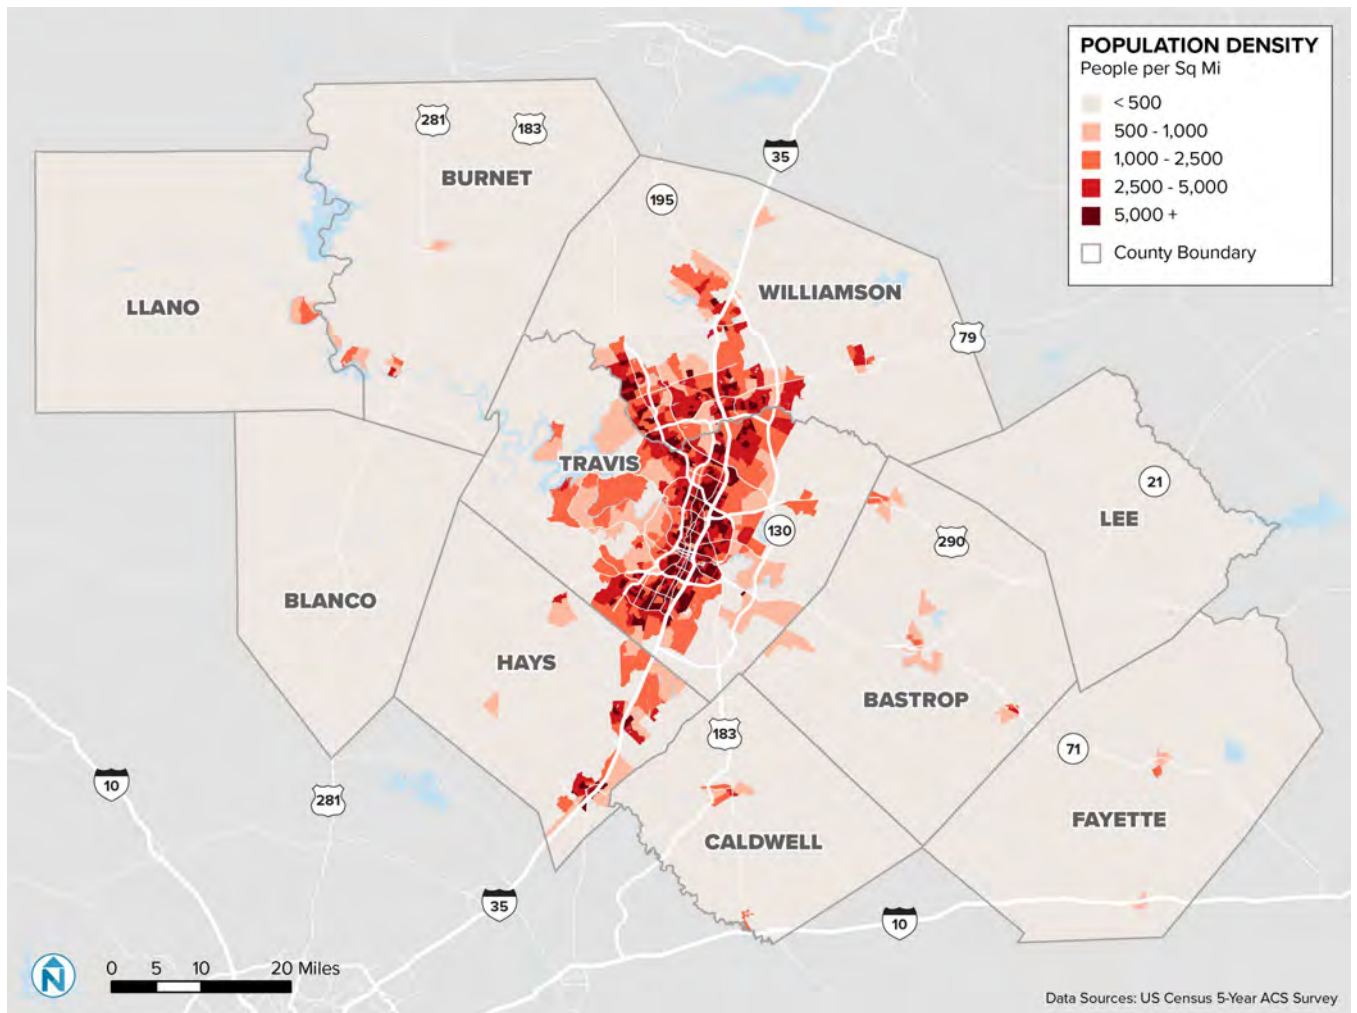 POPULATION DENSITY
People per Sq Mi
< 500
500 - 1,000
1,000 - 2,500
2,500 - 5,000
5,000 +
County Boundary
281
183
BURNET
35
195
LLANO
WILLIAMSON
79
TRAVIS
21
LEE
130
290
BLANCO
HAYS
BASTROP
183
71
10
281
FAYETTE
CALDWELL
35
10
N
0 5 10 20 Miles
Data Sources: US Census 5-Year ACS Survey